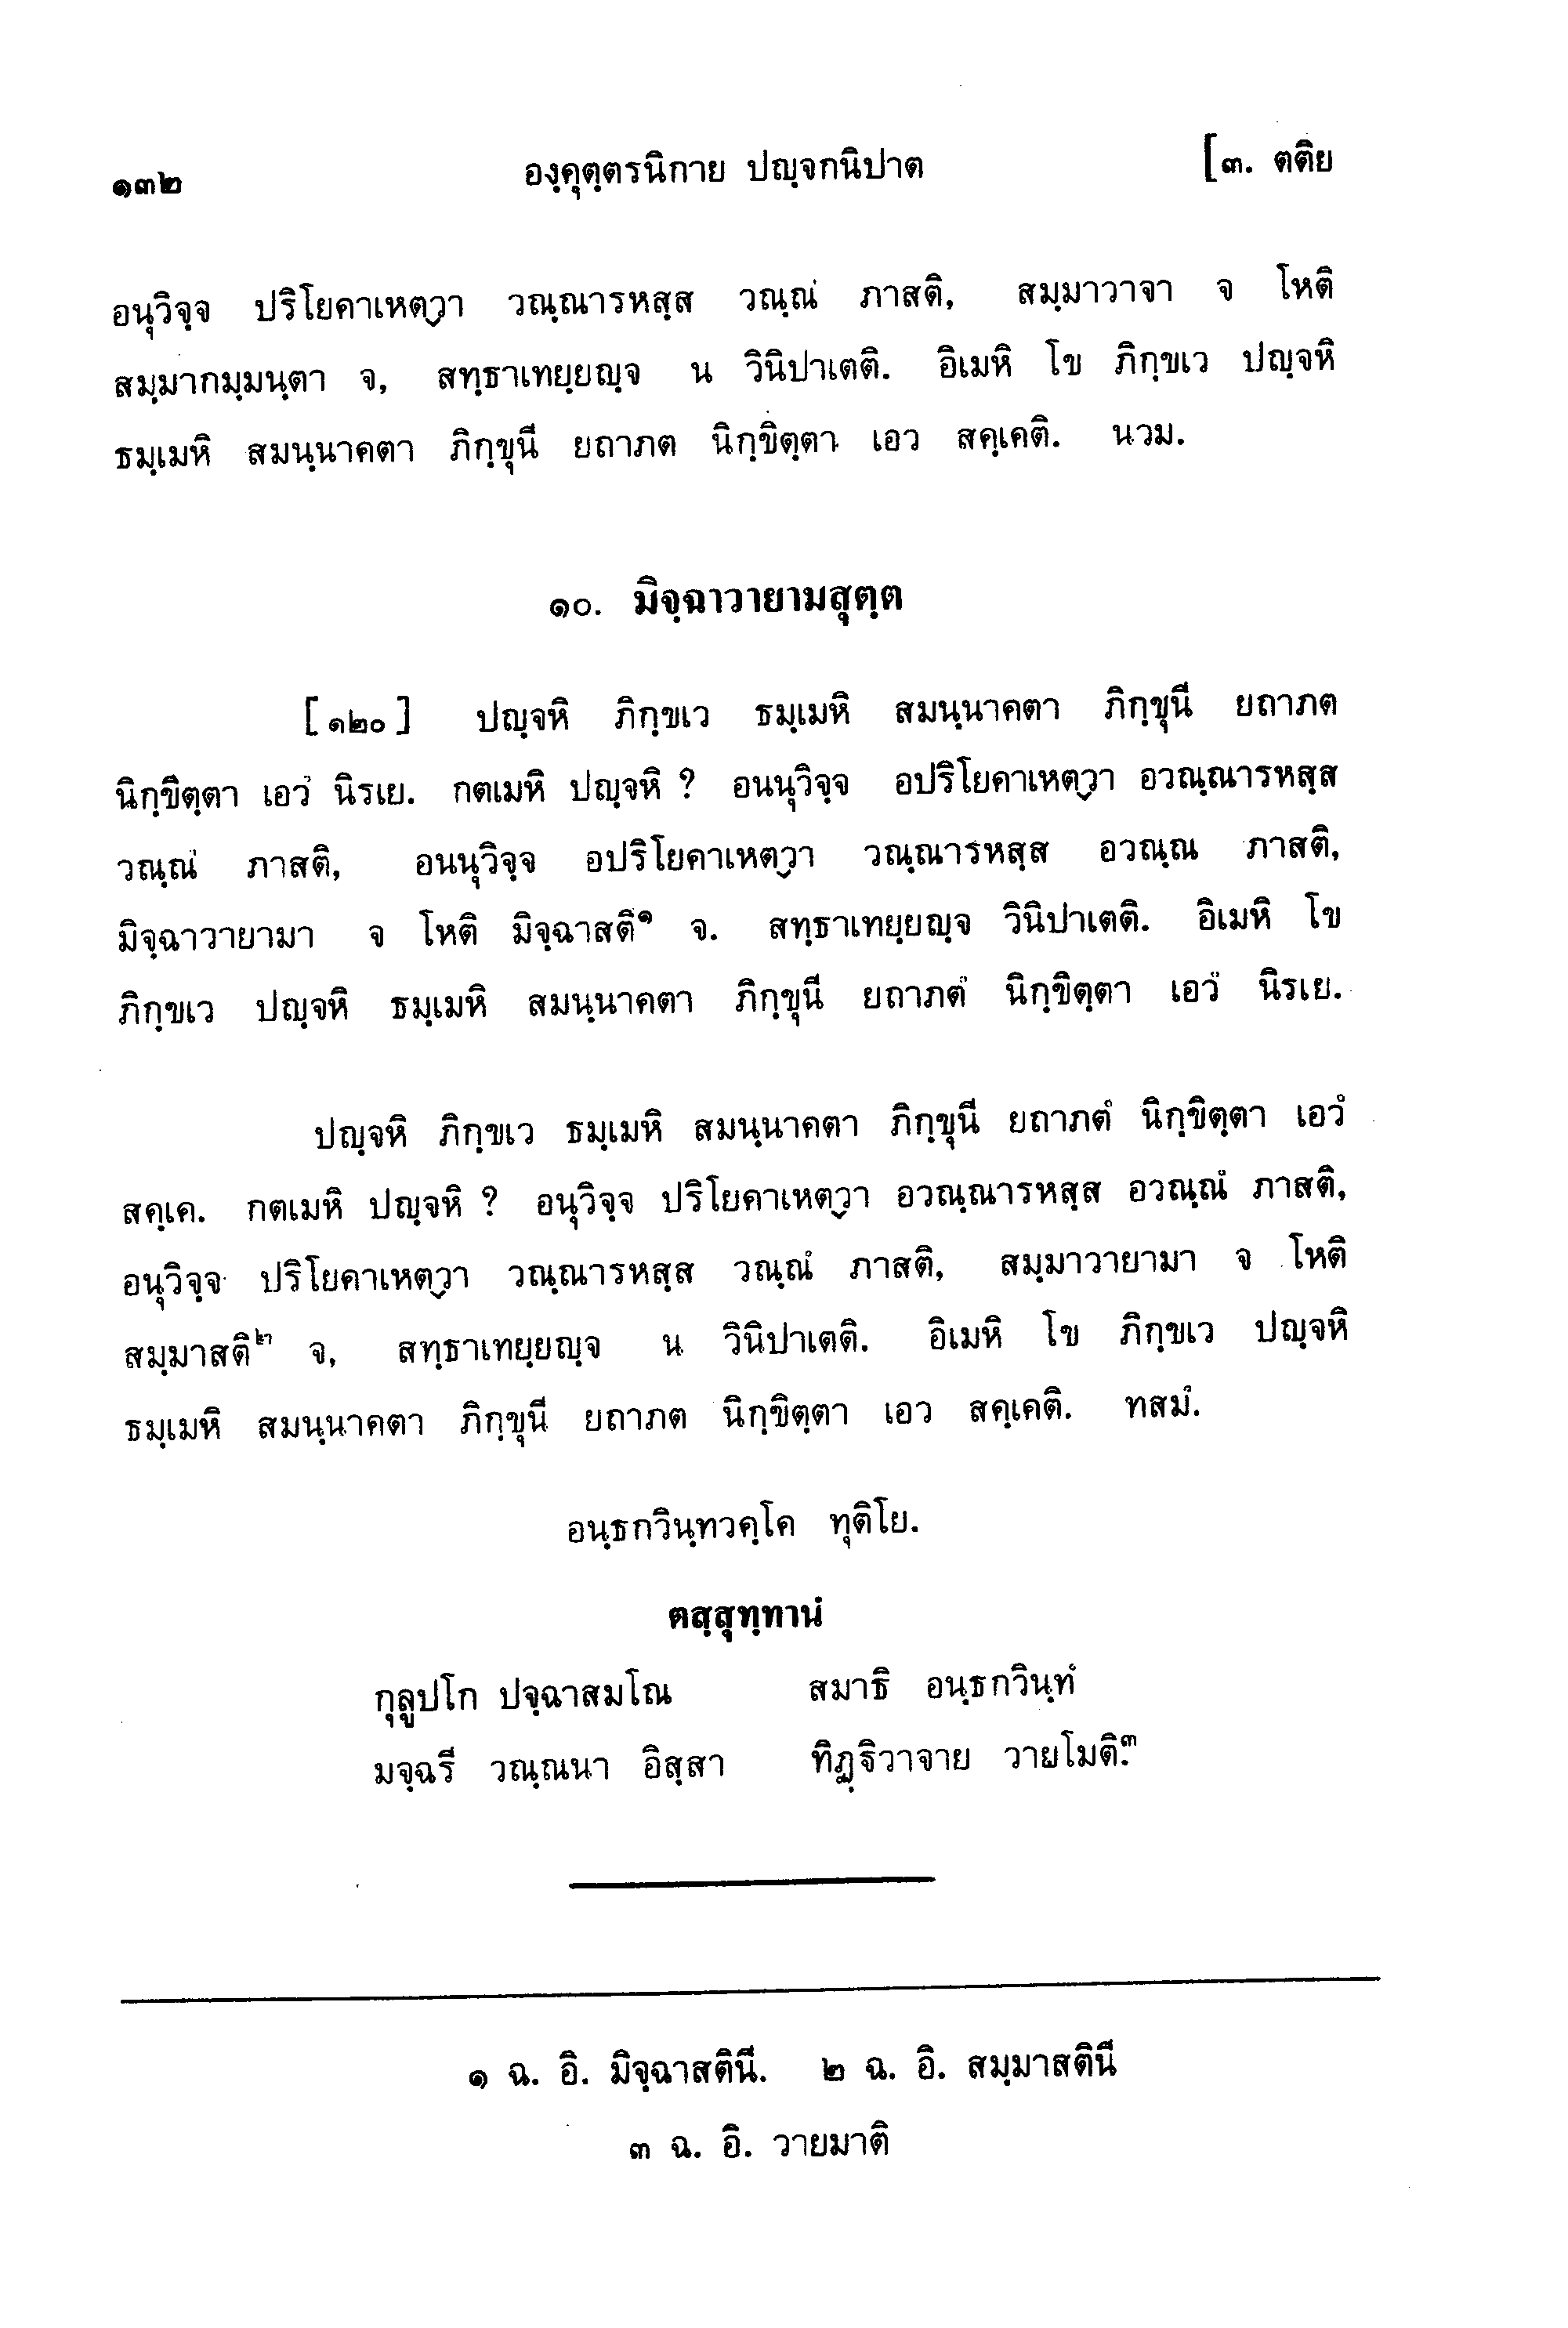 ๑๓๒ องฺคุตฺตรนิกาย ปญฺจกนิปาต [๓. ตติย
อนุวิจฺจ ปริโยคาเหตฺวา วณฺณารหสฺส วณฺณํ ภาสติ, สมฺมาวาจา จ โหติ
สมฺมากมฺมนฺตา จ, สทฺธาเทยฺยญฺจ น วินิปาเตติ. อิเมหิ โข ภิกฺขเว ปญฺจหิ
ธมฺเมหิ สมนฺนาคตา ภิกฺขุนี ยถาภต นิกฺขิตฺตา เอว สคฺเคติ. นวม.
๑๐. มิจฺฉาวายามสุตฺต
[๑๒๐] ปญฺจหิ ภิกฺขเว ธมฺเมหิ สมนฺนาคตา ภิกฺขุนี ยถาภต
นิกฺขิตฺตา เอวํ นิรเย. กตเมหิ ปญฺจหิ ? อนนุวิจฺจ อปริโยคาเหตฺวา อวณฺณารหสฺส
วณฺณํ ภาสติ, อนนุวิจฺจ อปริโยคาเหตฺวา วณฺณารหสฺส อวณฺณ ภาสติ,
มิจฺฉาวายามา จ โหติ มิจฺฉาสติ๑ จ. สทฺธาเทยฺยญฺจ วินิปาเตติ. อิเมหิ โข
ภิกฺขเว ปญฺจหิ ธมฺเมหิ สมนฺนาคตา ภิกฺขุนี ยถาภตํ นิกฺขิตฺตา เอวํ นิรเย.
ปญฺจหิ ภิกฺขเว ธมฺเมหิ สมนฺนาคตา ภิกฺขุนี ยถาภตํ นิกฺขิตฺตา เอวํ
สคฺเค. กตเมหิ ปญฺจหิ ? อนุวิจฺจ ปริโยคาเหตฺวา อวณฺณารหสฺส อวณฺณํ ภาสติ,
อนุวิจฺจ ปริโยคาเหตฺวา วณฺณารหสฺส วณฺณํ ภาสติ, สมฺมาวายามา จ โหติ
สมฺมาสติ๒ จ, สทฺธาเทยฺยญฺจ น วินิปาเตติ. อิเมหิ โข ภิกฺขเว ปญฺจหิ
ธมฺเมหิ สมนฺนาคตา ภิกฺขุนี ยถาภต นิกฺขิตฺตา เอว สคฺเคติ. ทสมํ.
อนฺธกวินฺทวคฺโค ทุติโย.
ตสฺสุทฺทานํ
กุลูปโก ปจฺฉาสมโณ สมาธิ อนฺธกวินฺทํ
มจฺฉรี วณฺณนา อิสฺสา ทิฏฺฐิวาจาย วายโมติ.๓
๑ ฉ. อิ. มิจฺฉาสตินี. ๒ ฉ. อิ. สมฺมาสตินี
๓ ฉ. อิ. วายมาติ